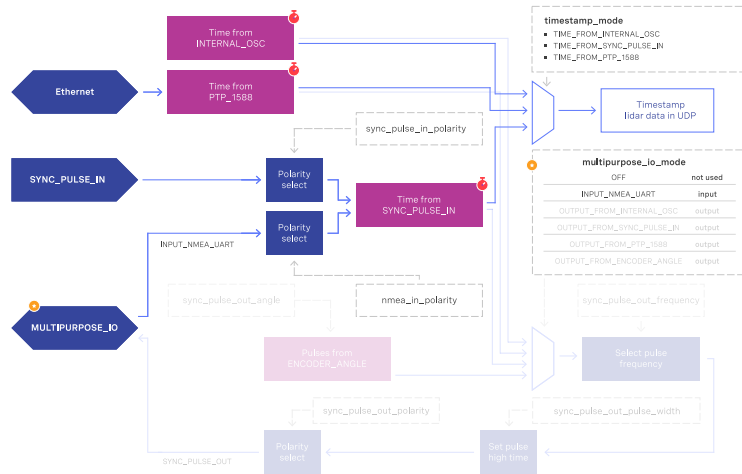 timestamp_mode
TIME_FROM_INTERNAL_OSC
TIME_FROM_SYNC_PULSE_IN
TIME_FROM_PTP_1588
Time from
INTERNAL_OSC
Ethernet
Time from
PTP_1588
Timestamp
lidar data in UDP
sync_pulse_in_polarity
SYNC_PULSE_IN
Polarity
select
Time from
SYNC_PULSE_IN
Polarity
select
INPUT_NMEA_UART
multipurpose_io_mode
OFF not used
INPUT_NMEA_UART input
OUTPUT_FROM_INTERNAL_OSC output
OUTPUT_FROM_SYNC_PULSE_IN output
OUTPUT_FROM_PTP_1588 output
OUTPUT_FROM_ENCODER_ANGLE output
sync_pulse_out_angle
nmea_in_polarity
sync_pulse_out_frequency
MULTIPURPOSE_IO
Pulses from
ENCODER_ANGLE
Select pulse
frequency
sync_pulse_out_polarity
sync_pulse_out_pulse_width
SYNC_PULSE_OUT
Polarity
select
Set pulse
high time